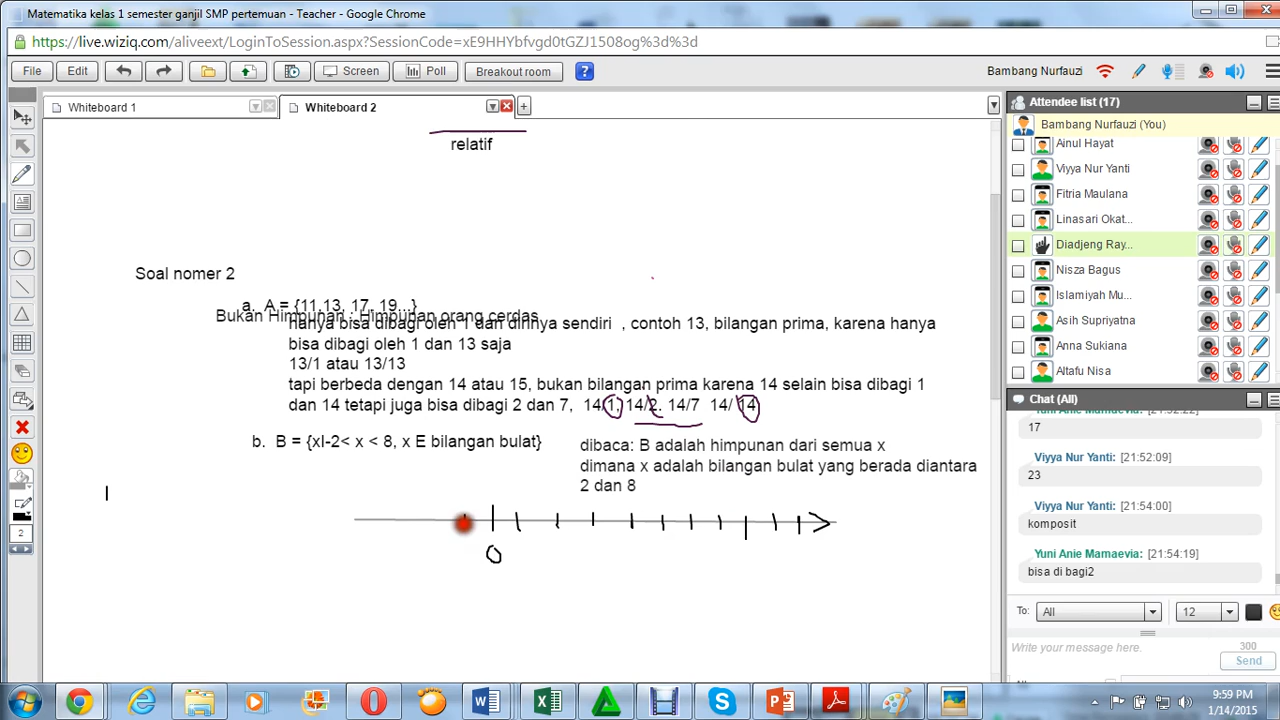 Matematika kelas 1 semester ganjil SMP pertemuan - Teacher - Google Chrome
https://live.wiziq.com/aliveext/LoginToSession.aspx?SessionCode=xE9HHYbfvgd0tGZJ1508og%3d%3d
File Edit Screen Poll Breakout room ? Bambang Nurfauzi
Whiteboard 1 Whiteboard 2
relatif
Soal nomer 2
a. A = {11,13, 17, 19...}
Bukan Himpunan : Himpunan orang cerdas
hanya bisa dibagi oleh 1 dan dirinya sendiri , contoh 13, bilangan prima, karena hanya
bisa dibagi oleh 1 dan 13 saja
13/1 atau 13/13
tapi berbeda dengan 14 atau 15, bukan bilangan prima karena 14 selain bisa dibagi 1
dan 14 tetapi juga bisa dibagi 2 dan 7, 14/1, 14/2. 14/7 14/ 14
b. B = {xI-2< x < 8, x E bilangan bulat}
dibaca: B adalah himpunan dari semua x
dimana x adalah bilangan bulat yang berada diantara
2 dan 8
0
2
Attendee list (17)
Bambang Nurfauzi (You)
Ainul Hayat
Viyya Nur Yanti
Fitria Maulana
Linasari Okat...
Diadjeng Ray...
Nisza Bagus
Islamiyah Mu...
Asih Supriyatna
Anna Sukiana
Altafu Nisa
Chat (All)
Yuni Anie Mamaevia: [21:52:22]
17
Viyya Nur Yanti: [21:52:09]
23
Viyya Nur Yanti: [21:54:00]
komposit
Yuni Anie Mamaevia: [21:54:19]
bisa di bagi2
To: All 12
Write your message here.
300
Send
9:59 PM
1/14/2015